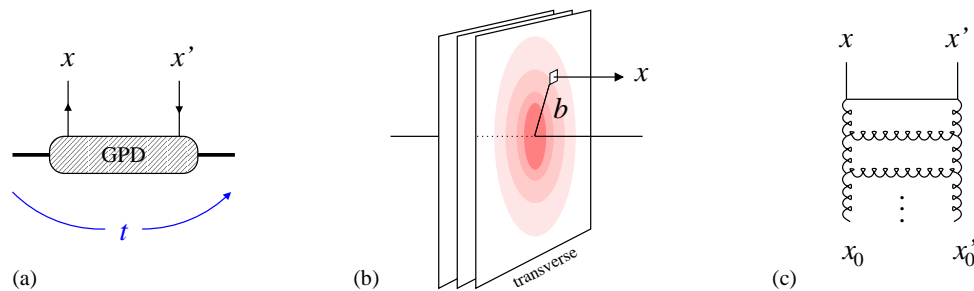 x x'
GPD
t
(a)
x
b
transverse
(b)
x x'
x₀ x₀'
(c)